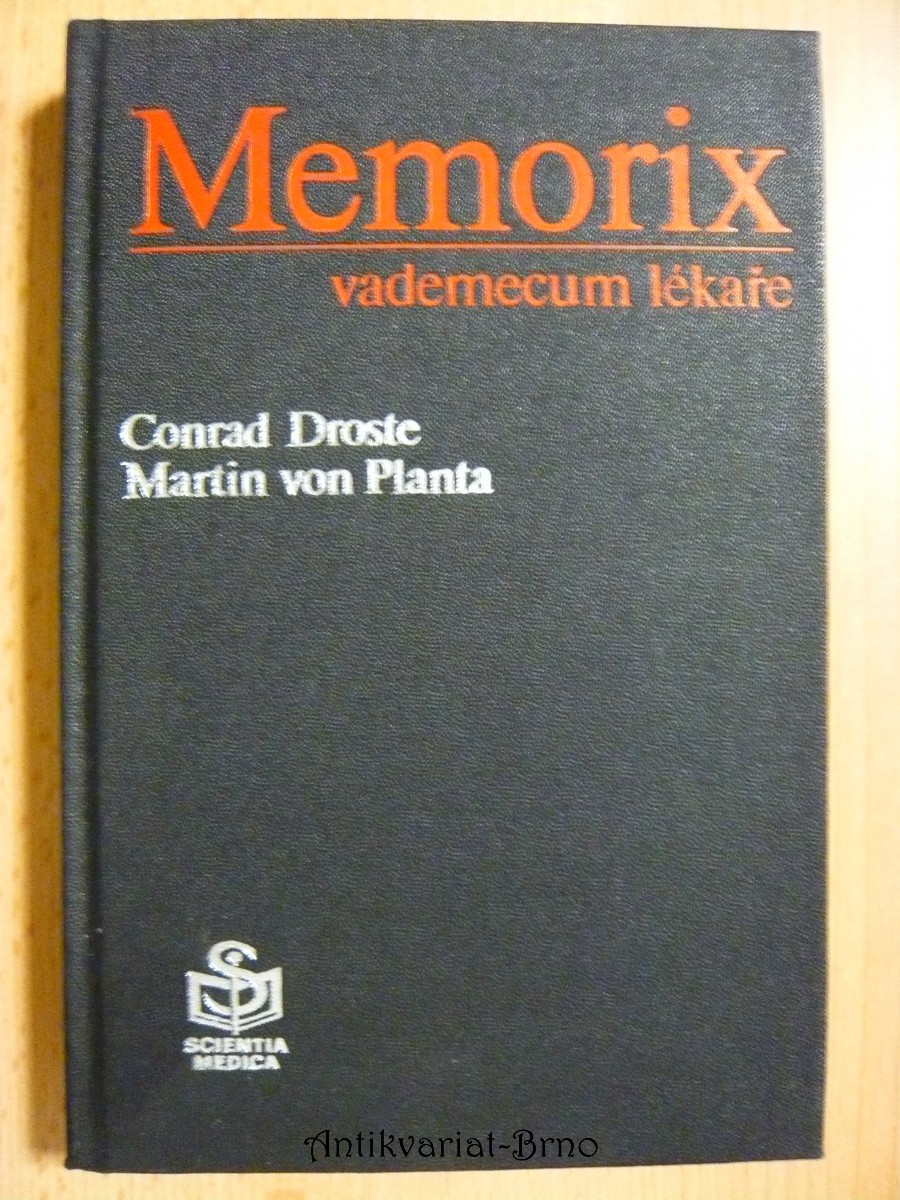 Memorix
vademecum lékaře
Conrad Droste
Martin von Planta
SCIENTIA
MEDICA
Antikvariat-Brno